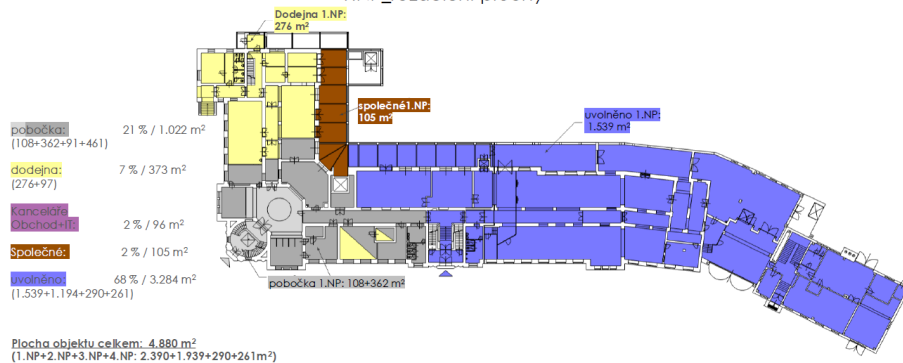 Dodejna 1.NP:
276 m²
společné1.NP:
105 m²
uvolněno 1.NP:
1.539 m²
pobočka: 21 % / 1.022 m²
(108+362+91+461)
dodejna: 7 % / 373 m²
(276+97)
Kanceláře
Obchod+IT: 2 % / 96 m²
Společné: 2 % / 105 m²
uvolněno: 68 % / 3.284 m²
(1.539+1.194+290+261)
pobočka 1.NP: 108+362 m²
Plocha objektu celkem: 4.880 m²
(1.NP+2.NP+3.NP+4.NP: 2.390+1.939+290+261m²)